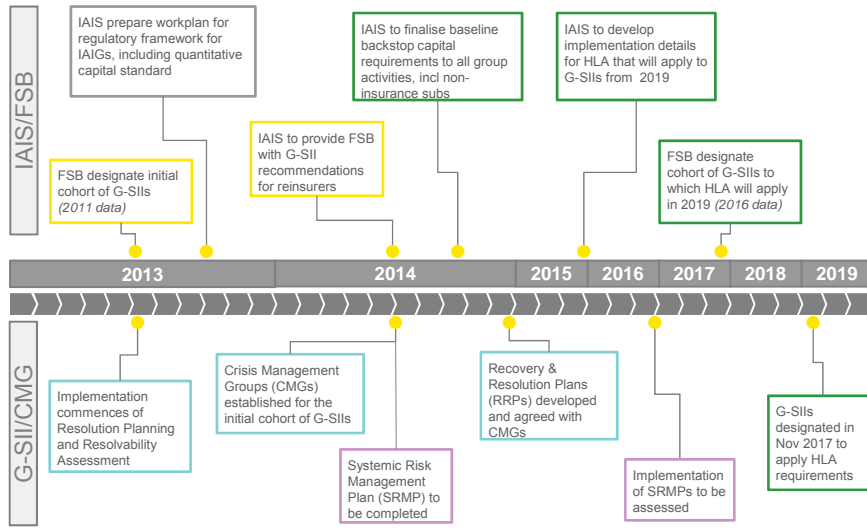 IAIS/FSB
IAIS prepare workplan for
regulatory framework for
IAIGs, including quantitative
capital standard
IAIS to finalise baseline
backstop capital
requirements to all group
activities, incl non-
insurance subs
IAIS to develop
implementation details
for HLA that will apply to
G-SIIs from 2019
FSB designate initial
cohort of G-SIIs
(2011 data)
IAIS to provide FSB
with G-SII
recommendations
for reinsurers
FSB designate
cohort of G-SIIs to
which HLA will apply
in 2019 (2016 data)
2013 2014 2015 2016 2017 2018 2019
G-SII/CMG
Implementation
commences of
Resolution Planning
and Resolvability
Assessment
Crisis Management
Groups (CMGs)
established for the
initial cohort of G-SIIs
Systemic Risk
Management
Plan (SRMP) to
be completed
Recovery &
Resolution Plans
(RRPs) developed
and agreed with
CMGs
Implementation
of SRMPs to be
assessed
G-SIIs
designated in
Nov 2017 to
apply HLA
requirements